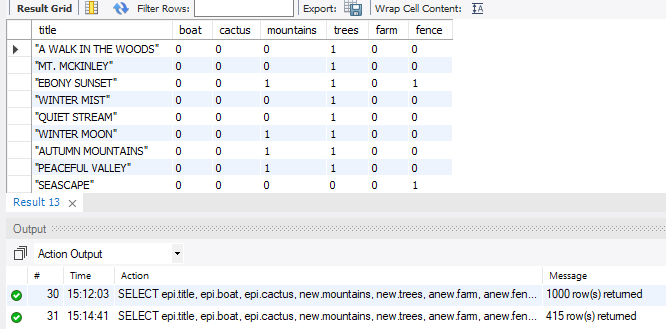 Result Grid Filter Rows: Export: Wrap Cell Content:
title boat cactus mountains trees farm fence
"A WALK IN THE WOODS" 0 0 0 1 0 0
"MT. MCKINLEY" 0 0 0 1 0 0
"EBONY SUNSET" 0 0 1 1 0 1
"WINTER MIST" 0 0 0 1 0 0
"QUIET STREAM" 0 0 0 1 0 0
"WINTER MOON" 0 0 1 1 0 0
"AUTUMN MOUNTAINS" 0 0 1 1 0 0
"PEACEFUL VALLEY" 0 0 1 1 0 0
"SEASCAPE" 0 0 0 0 0 1
Result 13
Output
Action Output
# Time Action Message
30 15:12:03 SELECT epi.title, epi.boat, epi.cactus, new.mountains, new.trees, anew.farm, anew.fen... 1000 row(s) returned
31 15:14:41 SELECT epi.title, epi.boat, epi.cactus, new.mountains, new.trees, anew.farm, anew.fen... 415 row(s) returned